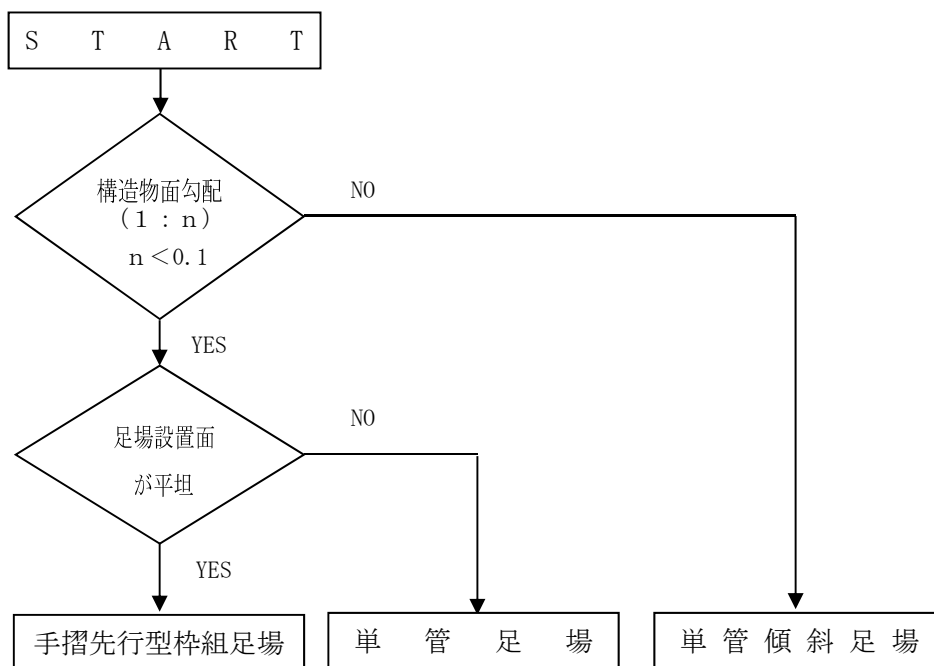 S T A R T
構造物面勾配
(1:n)
n<0.1
NO
YES
足場設置面
が平坦
NO
YES
手摺先行型枠組足場
単管足場
単管傾斜足場